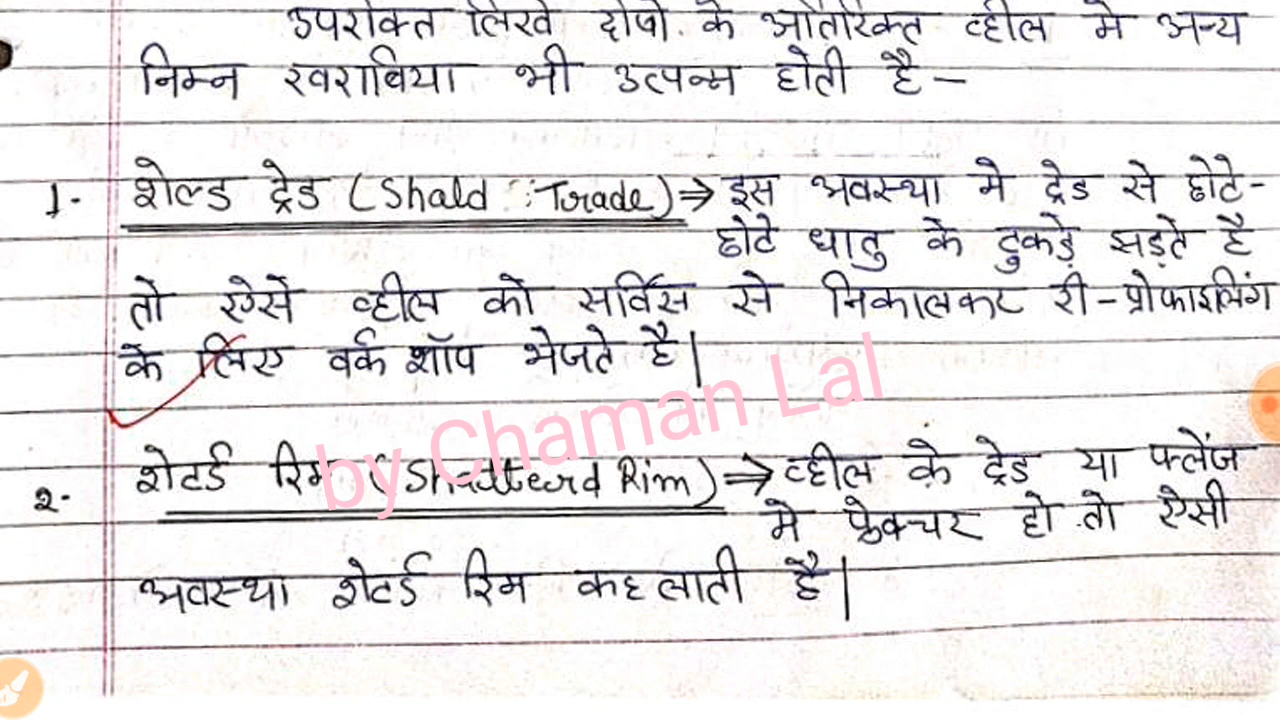 उपरोक्त लिखे दोषो के अतिरिक्त व्हील मे अन्य
निम्न खराबिया भी उत्पन्न होती है –
1. शेल्ड ट्रेड (Shald Trade) ⇒ इस अवस्था मे ट्रेड से छोटे-
छोटे धातु के टुकड़े झड़ते है
तो ऐसे व्हील को सर्विस से निकालकर री-प्रोफाइलिंग
के लिए वर्क शॉप भेजते है|
by Chaman Lal
2. शेटर्ड रिम (Shatterd Rim) ⇒ व्हील के ट्रेड या फ्लेंज
मे फ्रेक्चर हो तो ऐसी
अवस्था शेटर्ड रिम कहलाती है|